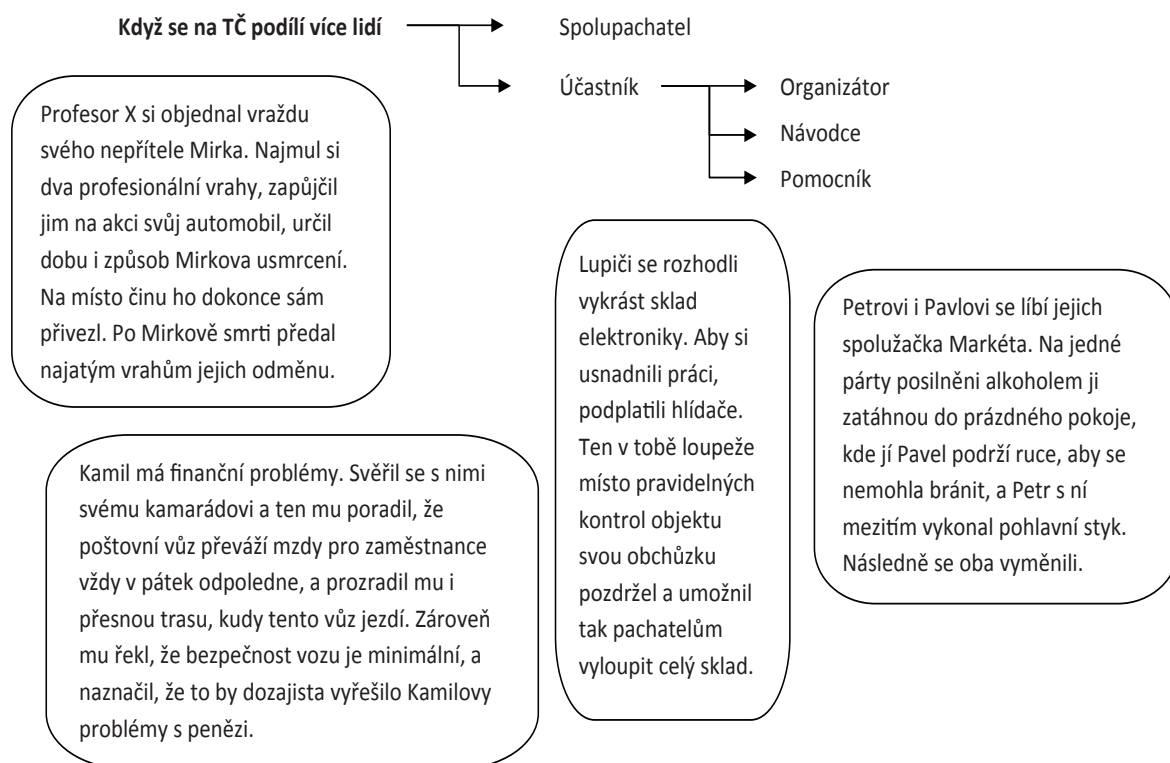 Když se na TČ podílí více lidí
Spolupachatel
Účastník
Organizátor
Návodce
Pomocník
Profesor X si objednal vraždu
svého nepřítele Mirka. Najmul si
dva profesionální vrahy, zapůjčil
jim na akci svůj automobil, určil
dobu i způsob Mirkova usmrcení.
Na místo činu ho dokonce sám
přivezl. Po Mirkově smrti předal
najatým vrahům jejich odměnu.
Lupiči se rozhodli
vykrást sklad
elektroniky. Aby si
usnadnili práci,
podplatili hlídače.
Ten v tobě loupeže
místo pravidelných
kontrol objektu
svou obchůzku
pozdržel a umožnil
tak pachatelům
vyloupit celý sklad.
Petrovi i Pavlovi se líbí jejich
spolužačka Markéta. Na jedné
párty posilněni alkoholem ji
zatáhnou do prázdného pokoje,
kde jí Pavel podrží ruce, aby se
nemohla bránit, a Petr s ní
mezitím vykonal pohlavní styk.
Následně se oba vyměnili.
Kamil má finanční problémy. Svěřil se s nimi
svému kamarádovi a ten mu poradil, že
poštovní vůz převáží mzdy pro zaměstnance
vždy v pátek odpoledne, a prozradil mu i
přesnou trasu, kudy tento vůz jezdí. Zároveň
mu řekl, že bezpečnost vozu je minimální, a
naznačil, že to by dozajista vyřešilo Kamilovy
problémy s penězi.